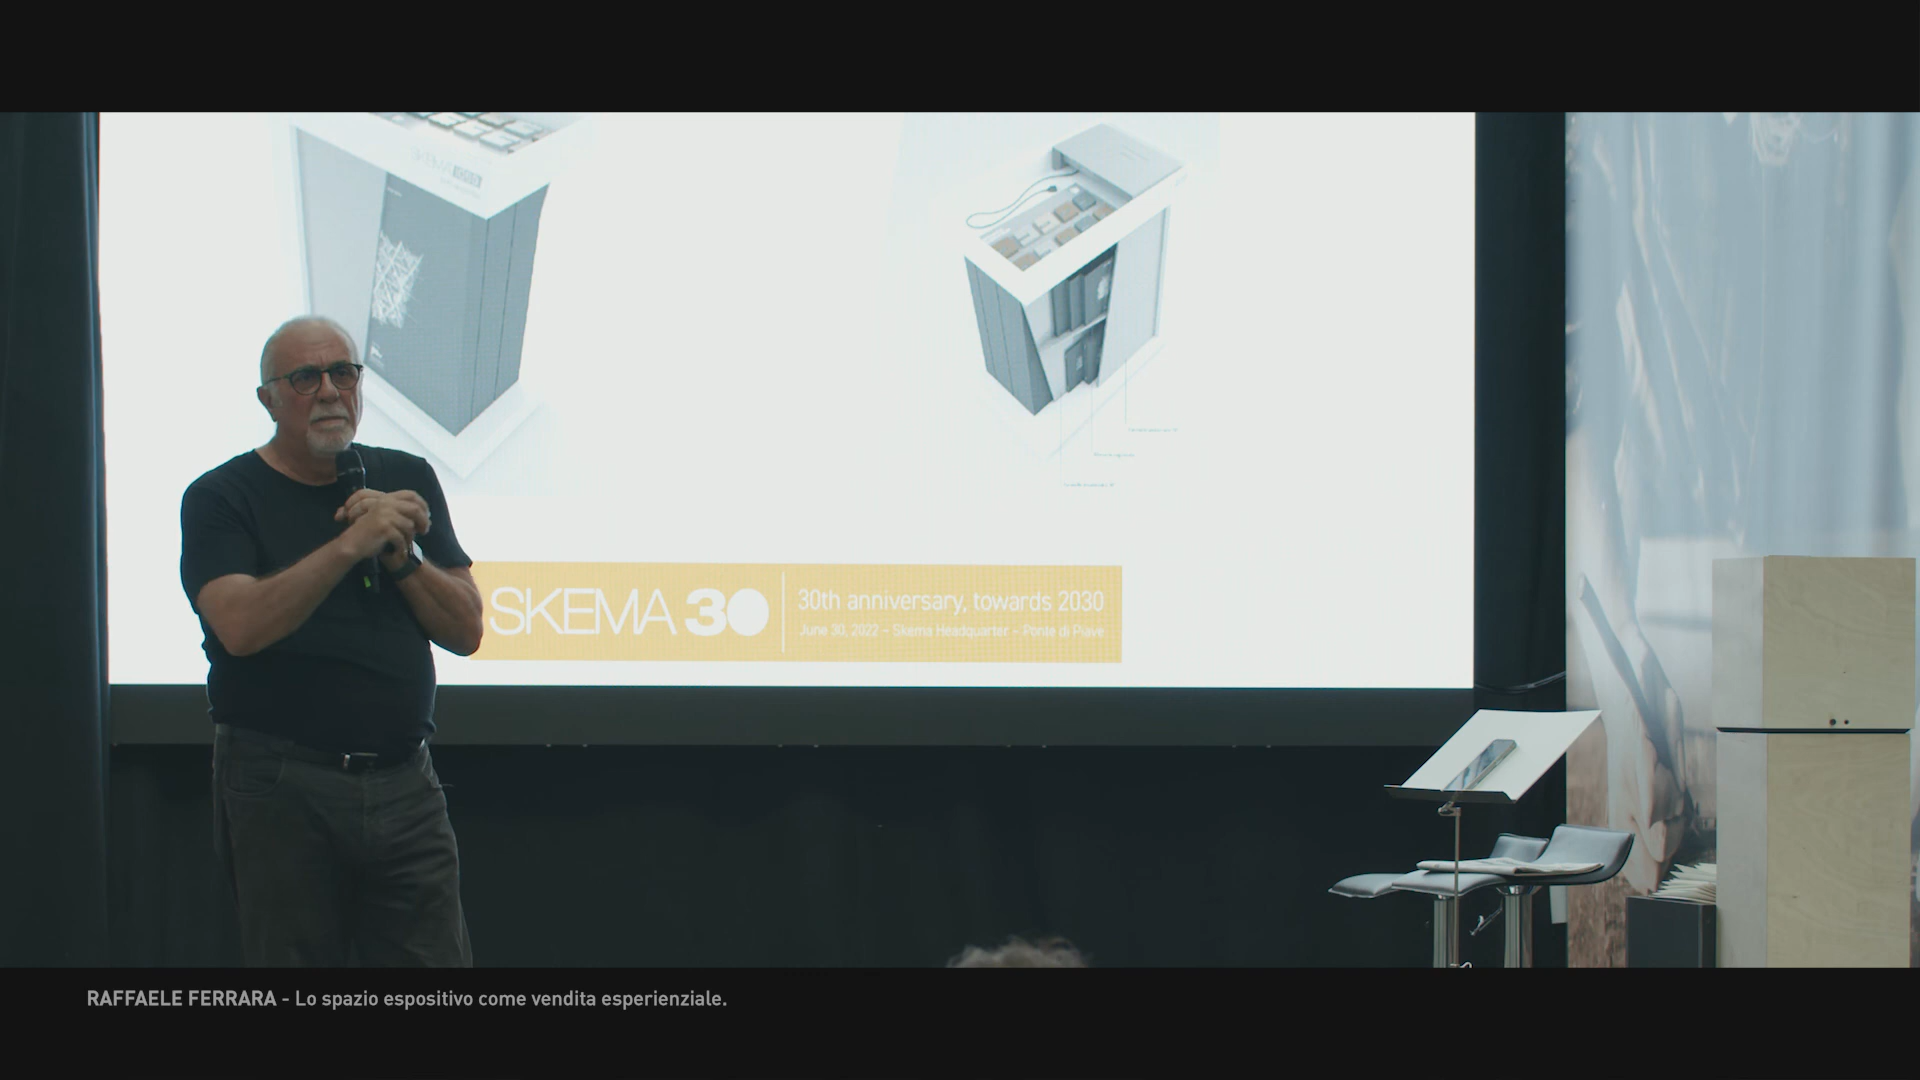 SKEMA 30
30th anniversary, towards 2030
June 30, 2022 – Skema Headquarter – Ponte di Piave
RAFFAELE FERRARA - Lo spazio espositivo come vendita esperienziale.